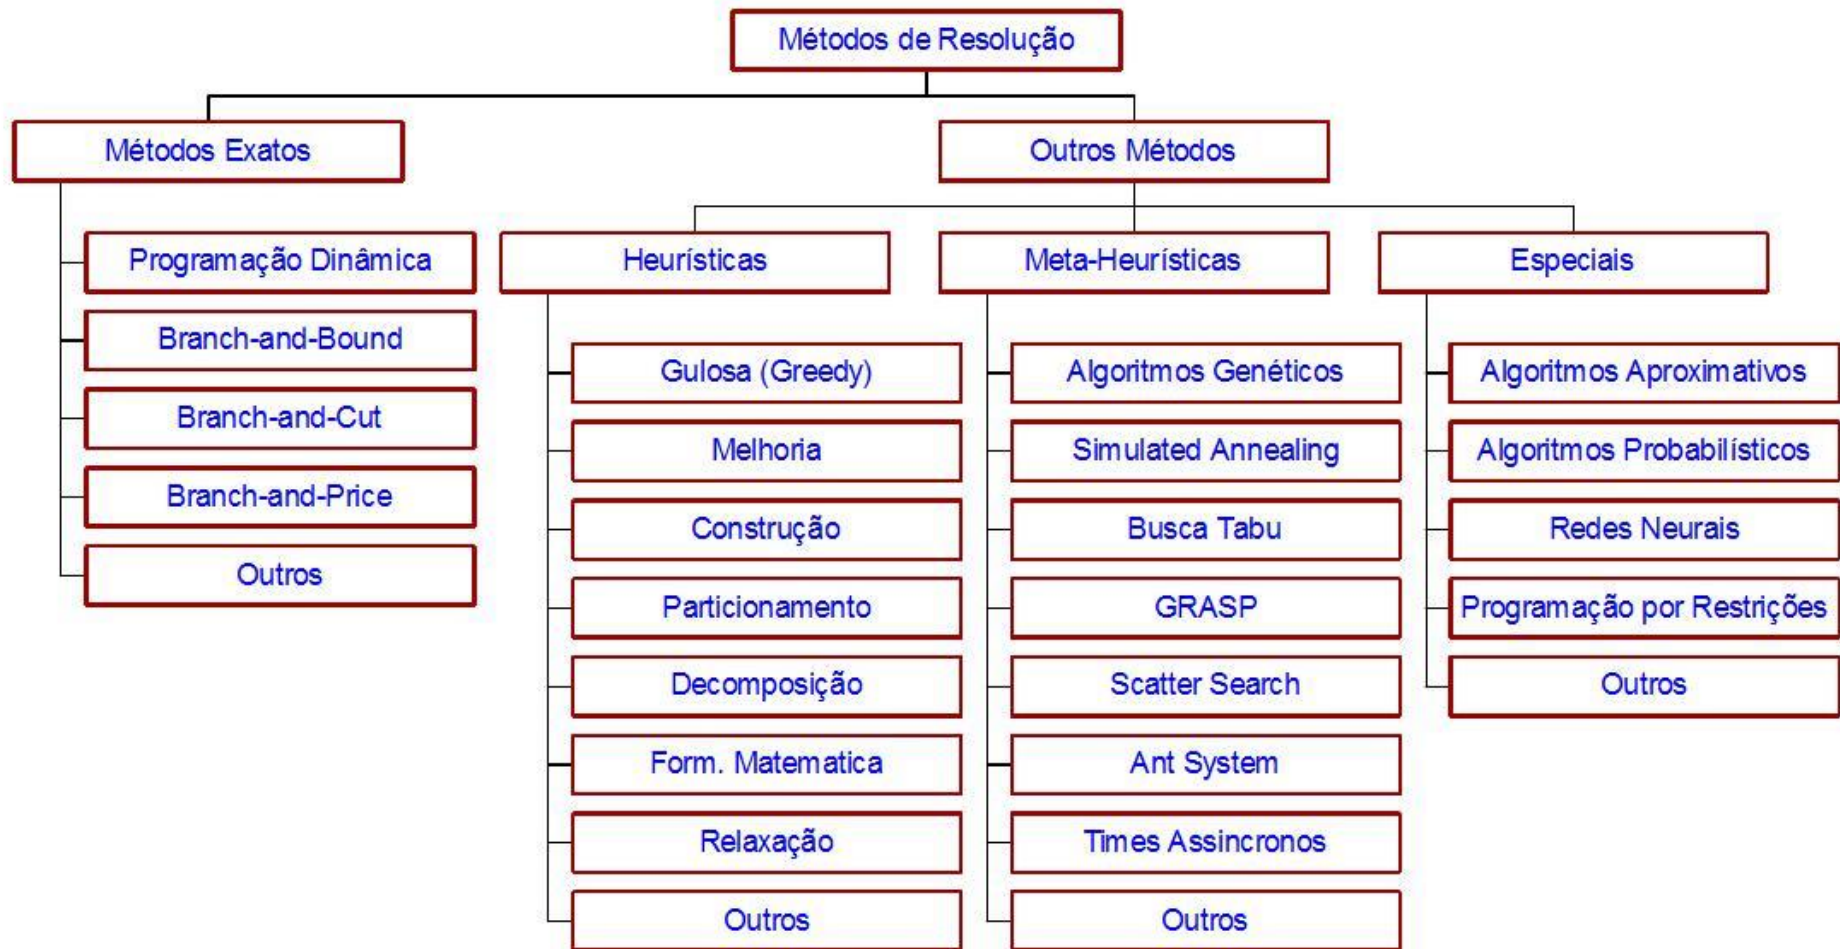 Métodos de Resolução
Métodos Exatos
Outros Métodos
Programação Dinâmica
Branch-and-Bound
Branch-and-Cut
Branch-and-Price
Outros
Heurísticas
Gulosa (Greedy)
Melhoria
Construção
Particionamento
Decomposição
Form. Matematica
Relaxação
Outros
Meta-Heurísticas
Algoritmos Genéticos
Simulated Annealing
Busca Tabu
GRASP
Scatter Search
Ant System
Times Assincronos
Outros
Especiais
Algoritmos Aproximativos
Algoritmos Probabilísticos
Redes Neurais
Programação por Restrições
Outros